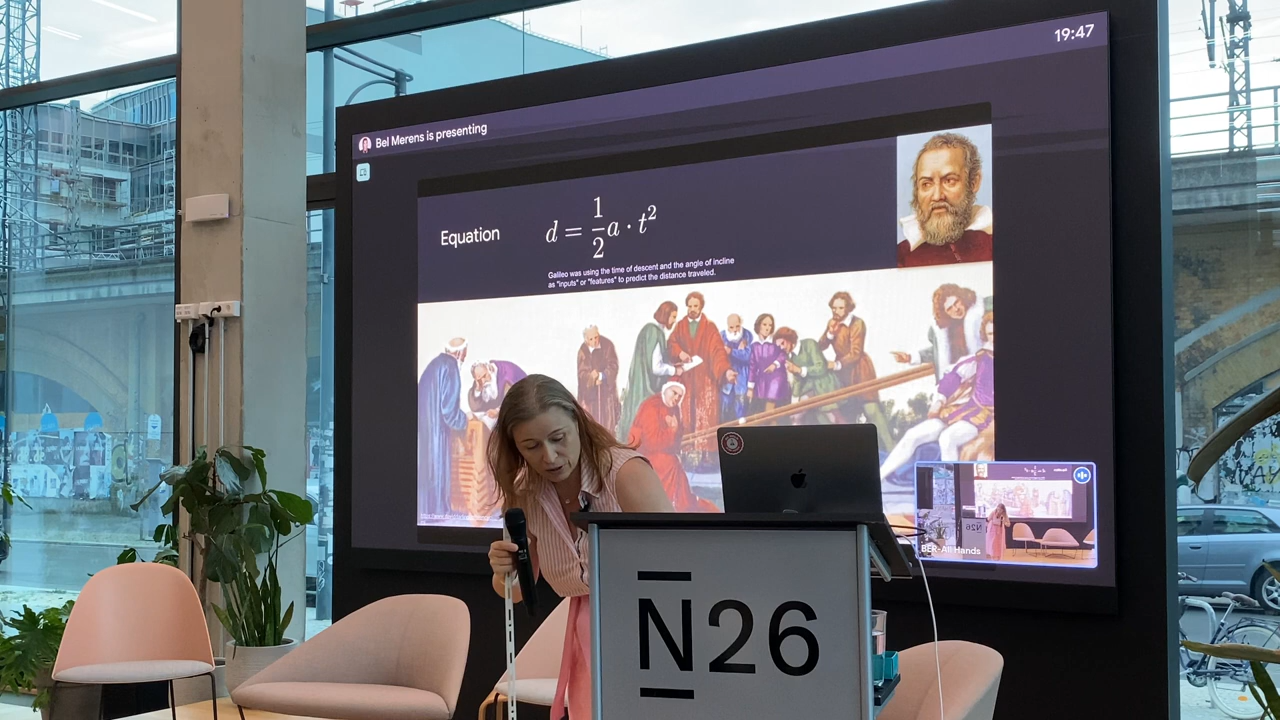 19:47
Bel Merens is presenting
Equation
d = 1/2 a · t²
Galileo was using the time of descent and the angle of incline
as "inputs" or "features" to predict the distance traveled.
BER-All Hands
N26